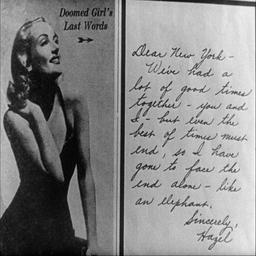 Doomed Girl's
Last Words
Dear New York -
We've had a
lot of good times
together - you and
I - but even the
best of times must
end, so I have
gone to face the
end alone - like
an elephant.
Sincerely,
Hazel